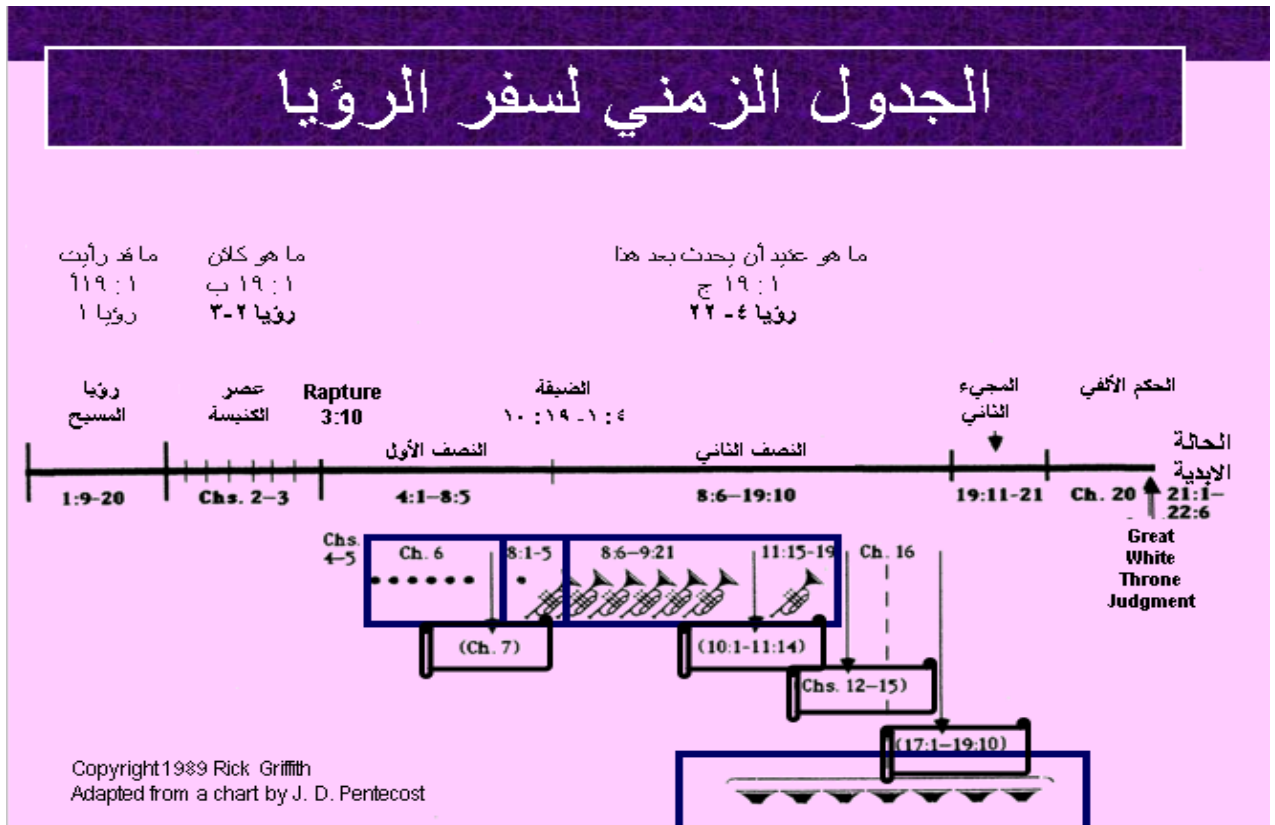 الجدول الزمني لسفر الرؤيا
ما قد رأيت
١ : ١٩أ
رؤيا ١
ما هو كائن
١ : ١٩ ب
رؤيا ٢-٣
ما هو عتيد أن يحدث بعد هذا
١ : ١٩ ج
رؤيا ٤- ٢٢
رؤيا
المسيح
عصر
الكنيسة
Rapture
3:10
الضيقة
٤ : ١- ١٩ : ١٠
المجيء
الثاني
الحكم الألفي
الحالة
الابدية
النصف الأول
النصف الثاني
1:9-20
Chs. 2–3
4:1–8:5
8:6–19:10
19:11-21
Ch. 20
21:1–
22:6
Great
White
Throne
Judgment
Chs.
4–5
Ch. 6
8:1-5
8:6–9:21
11:15-19
Ch. 16
(Ch. 7)
(10:1-11:14)
(Chs. 12–15)
(17:1–19:10)
Copyright 1989 Rick Griffith
Adapted from a chart by J. D. Pentecost